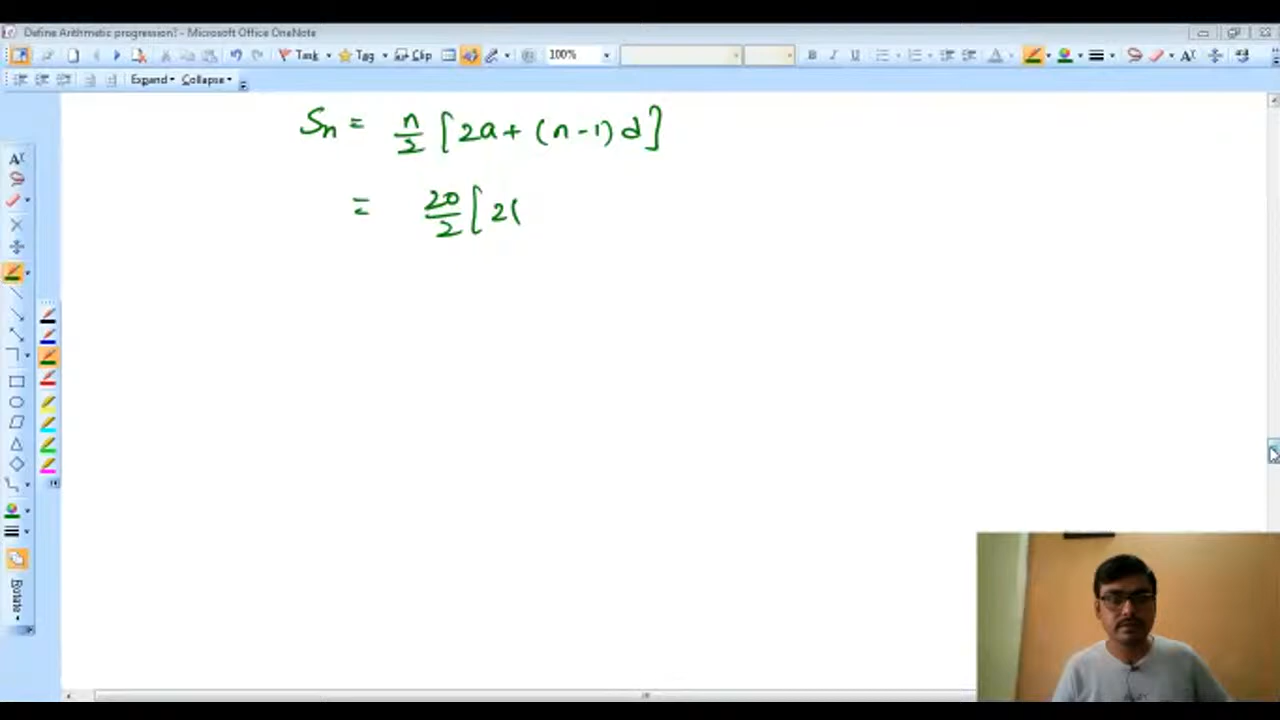 Define Arithmetic progression? - Microsoft Office OneNote
Task Tag Clip 100% B I U
Expand Collapse
Sn = n/2 [2a + (n-1) d]
= 20/2 [2(
Rotate